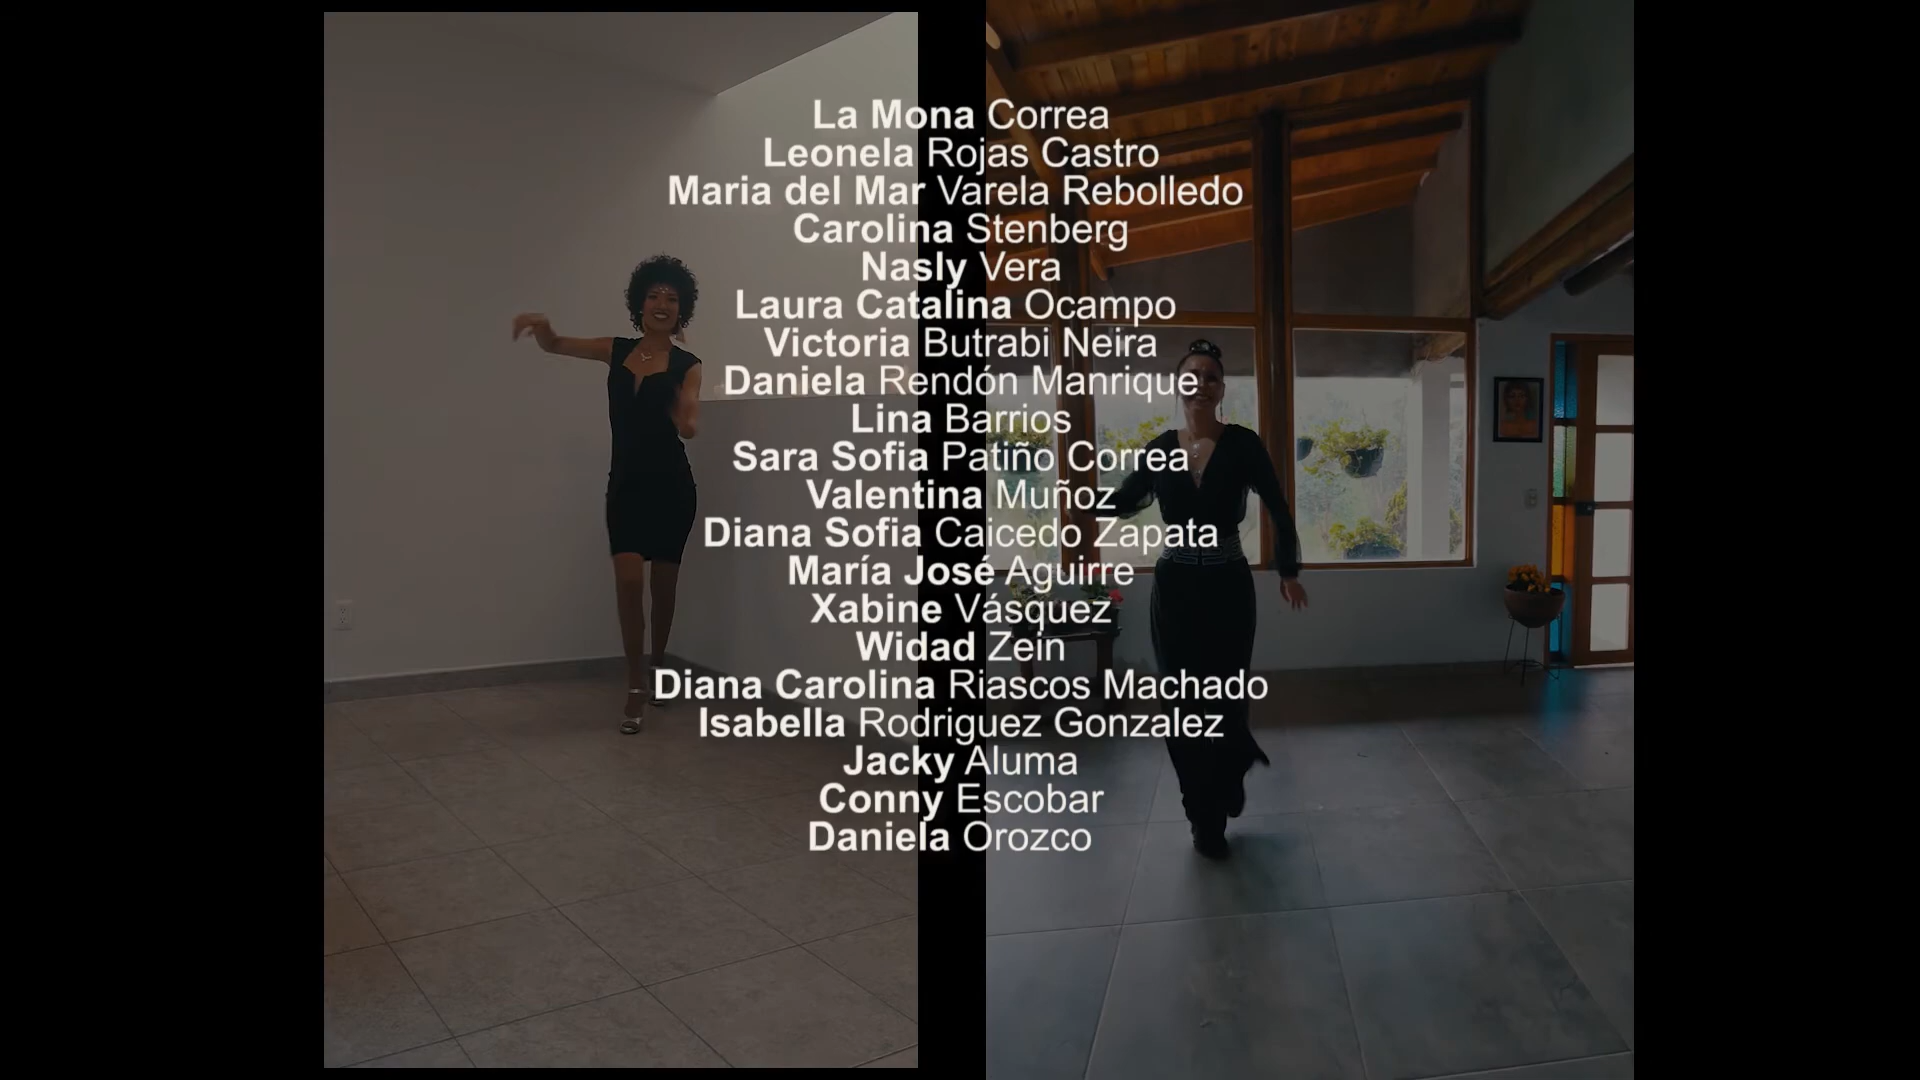 La Mona Correa
Leonela Rojas Castro
Maria del Mar Varela Rebolledo
Carolina Stenberg
Nasly Vera
Laura Catalina Ocampo
Victoria Butrabi Neira
Daniela Rendón Manrique
Lina Barrios
Sara Sofia Patiño Correa
Valentina Muñoz
Diana Sofia Caicedo Zapata
María José Aguirre
Xabine Vásquez
Widad Zein
Diana Carolina Riascos Machado
Isabella Rodriguez Gonzalez
Jacky Aluma
Conny Escobar
Daniela Orozco